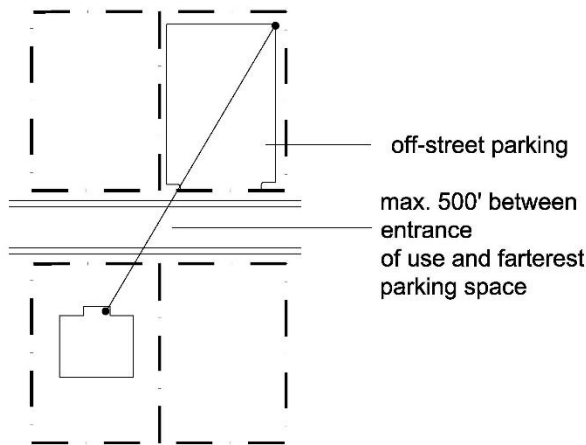 off-street parking
max. 500' between
entrance
of use and farterest
parking space